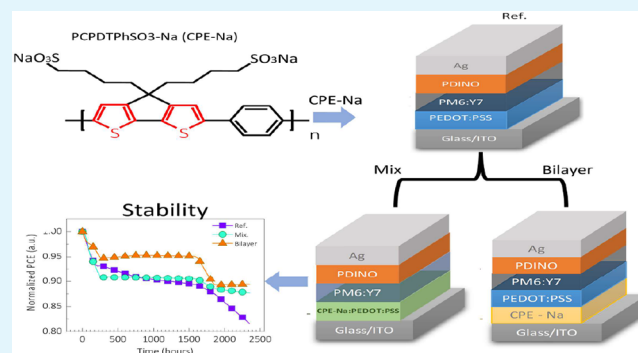 PCPDTPhSO3-Na (CPE-Na)
NaO₃S
SO₃Na
S
S
n
CPE-Na
Ref.
Ag
PDINO
PM6:Y7
PEDOT:PSS
Glass/ITO
Mix
Bilayer
Ag
PDINO
PM6:Y7
CPE-Na:PEDOT:PSS
Glass/ITO
Ag
PDINO
PM6:Y7
PEDOT:PSS
CPE - Na
Glass/ITO
Stability
Ref.
Mix.
Bilayer
Normalized PCE (a.u.)
1.00
0.95
0.90
0.85
0.80
0 500 1000 1500 2000 2500
Time (hours)